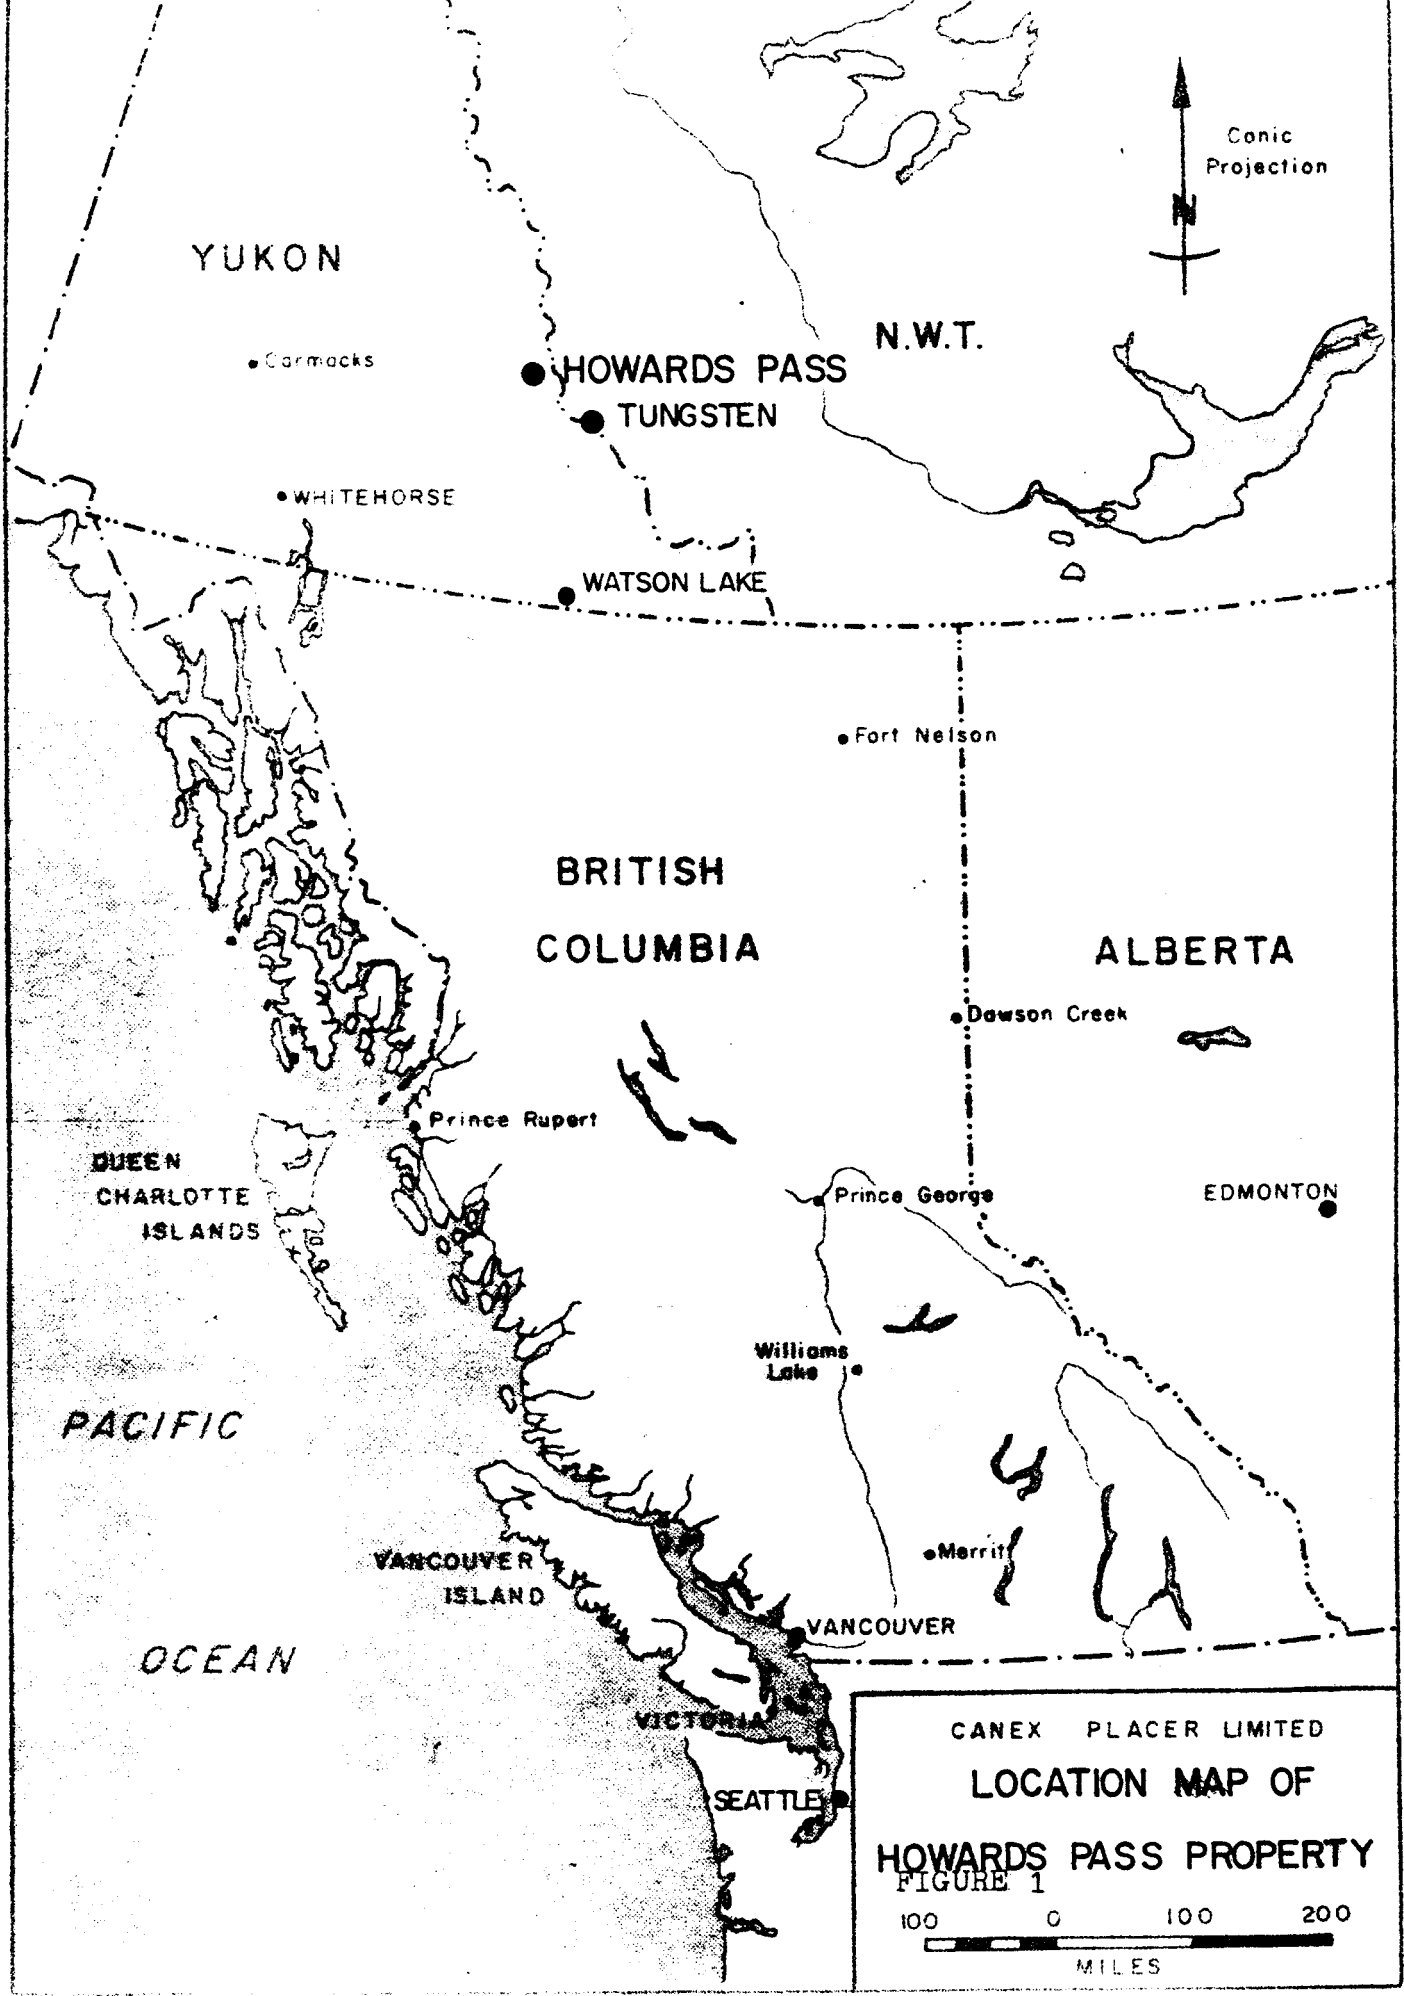 Conic
Projection
N
YUKON
N.W.T.
Carmacks
HOWARDS PASS
TUNGSTEN
WHITEHORSE
WATSON LAKE
Fort Nelson
BRITISH
COLUMBIA
ALBERTA
Dawson Creek
Prince Rupert
QUEEN
CHARLOTTE
ISLANDS
Prince George
EDMONTON
Williams
Lake
PACIFIC
VANCOUVER
ISLAND
Merritt
VANCOUVER
OCEAN
VICTORIA
SEATTLE
CANEX PLACER LIMITED
LOCATION MAP OF
HOWARDS PASS PROPERTY
FIGURE 1
100 0 100 200
MILES